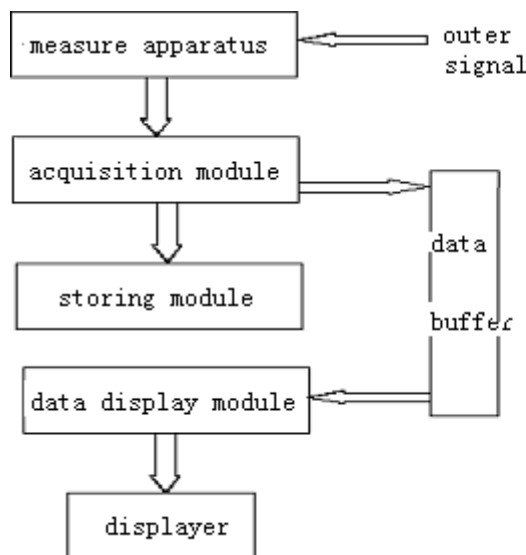 measure apparatus
outer
signal
acquisition module
data
buffer
storing module
data display module
displayer